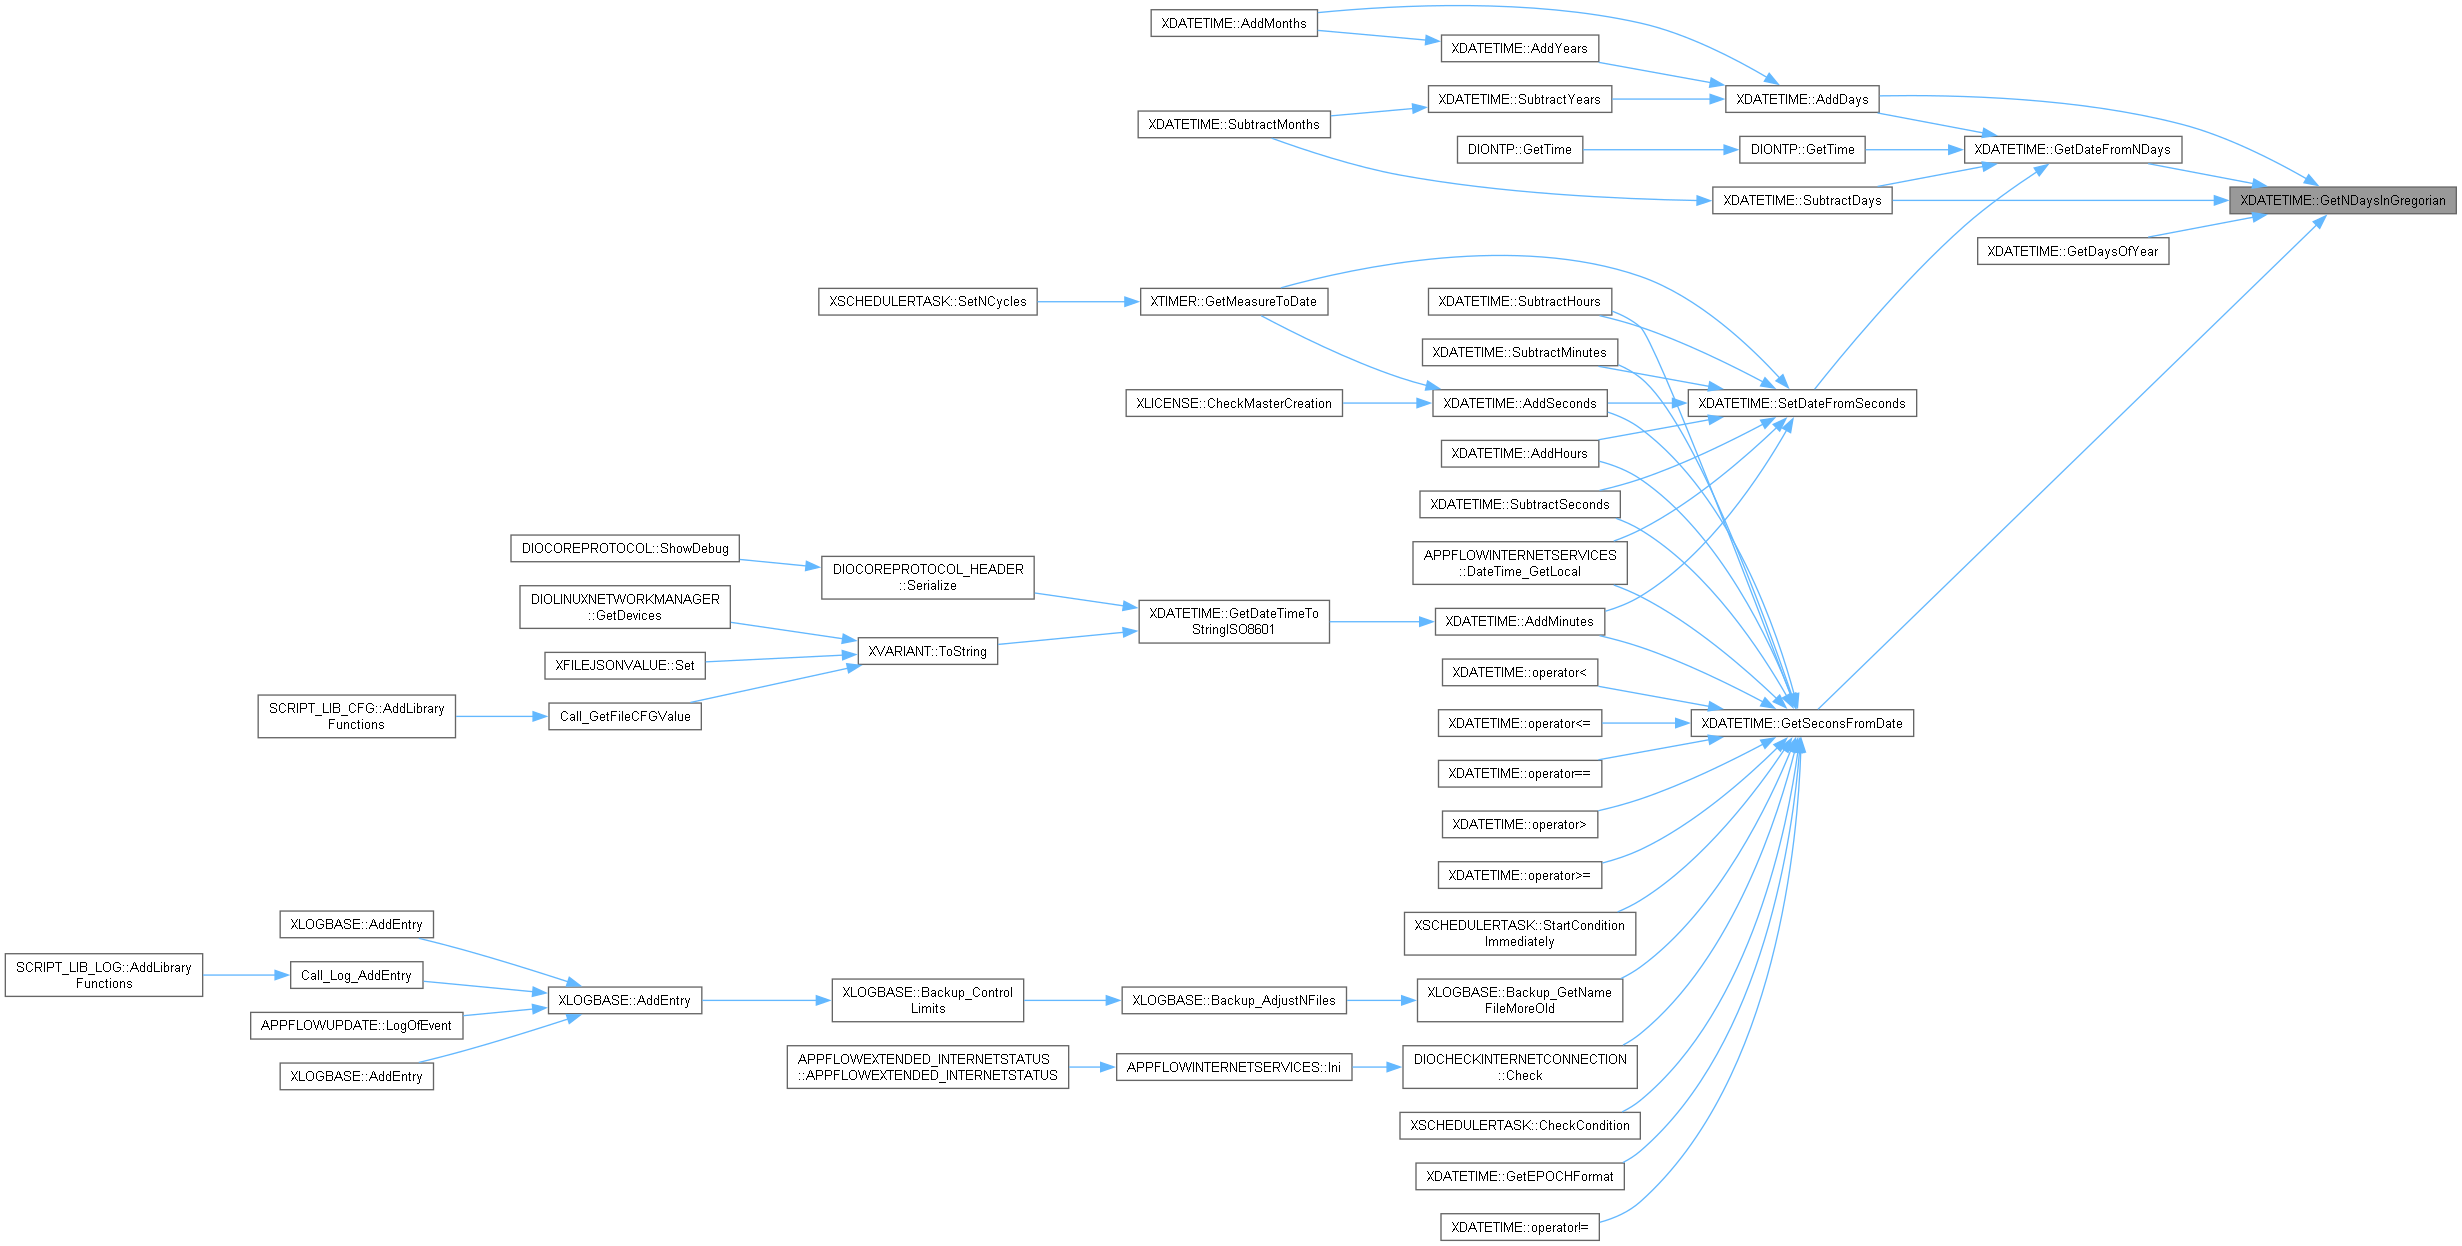 XDATETIME::AddMonths
XDATETIME::AddYears
XDATETIME::SubtractYears
XDATETIME::AddDays
XDATETIME::SubtractMonths
DIONTP::GetTime
DIONTP::GetTime
XDATETIME::GetDateFromNDays
XDATETIME::SubtractDays
XDATETIME::GetNDaysInGregorian
XDATETIME::GetDaysOfYear
XSCHEDULERTASK::SetNCycles
XTIMER::GetMeasureToDate
XDATETIME::SubtractHours
XDATETIME::SubtractMinutes
XLICENSE::CheckMasterCreation
XDATETIME::AddSeconds
XDATETIME::SetDateFromSeconds
XDATETIME::AddHours
XDATETIME::SubtractSeconds
DIOCOREPROTOCOL::ShowDebug
DIOCOREPROTOCOL_HEADER
::Serialize
APPFLOWINTERNETSERVICES
::DateTime_GetLocal
DIOLINUXNETWORKMANAGER
::GetDevices
XDATETIME::GetDateTimeTo
StringISO8601
XDATETIME::AddMinutes
XVARIANT::ToString
XFILEJSONVALUE::Set
XDATETIME::operator<
SCRIPT_LIB_CFG::AddLibrary
Functions
Call_GetFileCFGValue
XDATETIME::operator<=
XDATETIME::GetSeconsFromDate
XDATETIME::operator==
XDATETIME::operator>
XDATETIME::operator>=
XLOGBASE::AddEntry
XSCHEDULERTASK::StartCondition
Immediately
SCRIPT_LIB_LOG::AddLibrary
Functions
Call_Log_AddEntry
XLOGBASE::AddEntry
XLOGBASE::Backup_Control
Limits
XLOGBASE::Backup_AdjustNFiles
XLOGBASE::Backup_GetName
FileMoreOld
APPFLOWUPDATE::LogOfEvent
XLOGBASE::AddEntry
APPFLOWEXTENDED_INTERNETSTATUS
::APPFLOWEXTENDED_INTERNETSTATUS
APPFLOWINTERNETSERVICES::Ini
DIOCHECKINTERNETCONNECTION
::Check
XSCHEDULERTASK::CheckCondition
XDATETIME::GetEPOCHFormat
XDATETIME::operator!=